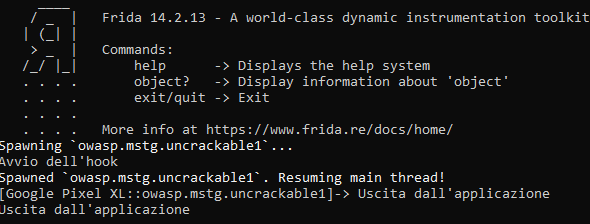 Frida 14.2.13 - A world-class dynamic instrumentation toolkit
Commands:
help -> Displays the help system
object? -> Display information about 'object'
exit/quit -> Exit
More info at https://www.frida.re/docs/home/
Spawning `owasp.mstg.uncrackable1`...
Avvio dell'hook
Spawned `owasp.mstg.uncrackable1`. Resuming main thread!
[Google Pixel XL::owasp.mstg.uncrackable1]-> Uscita dall'applicazione
Uscita dall'applicazione